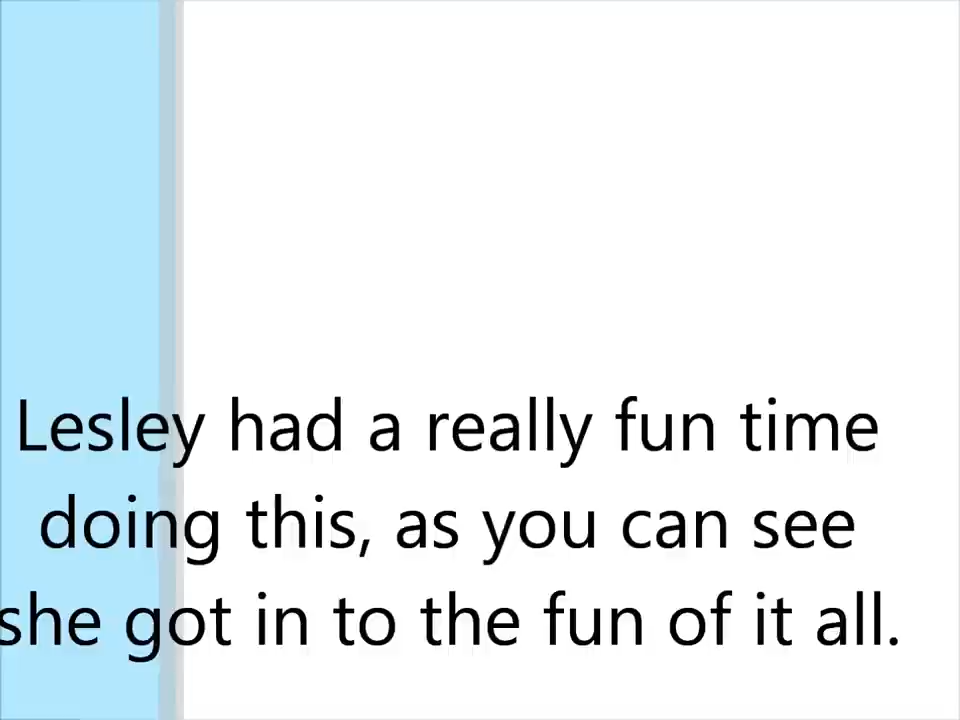 Lesley had a really fun time
doing this, as you can see
she got in to the fun of it all.